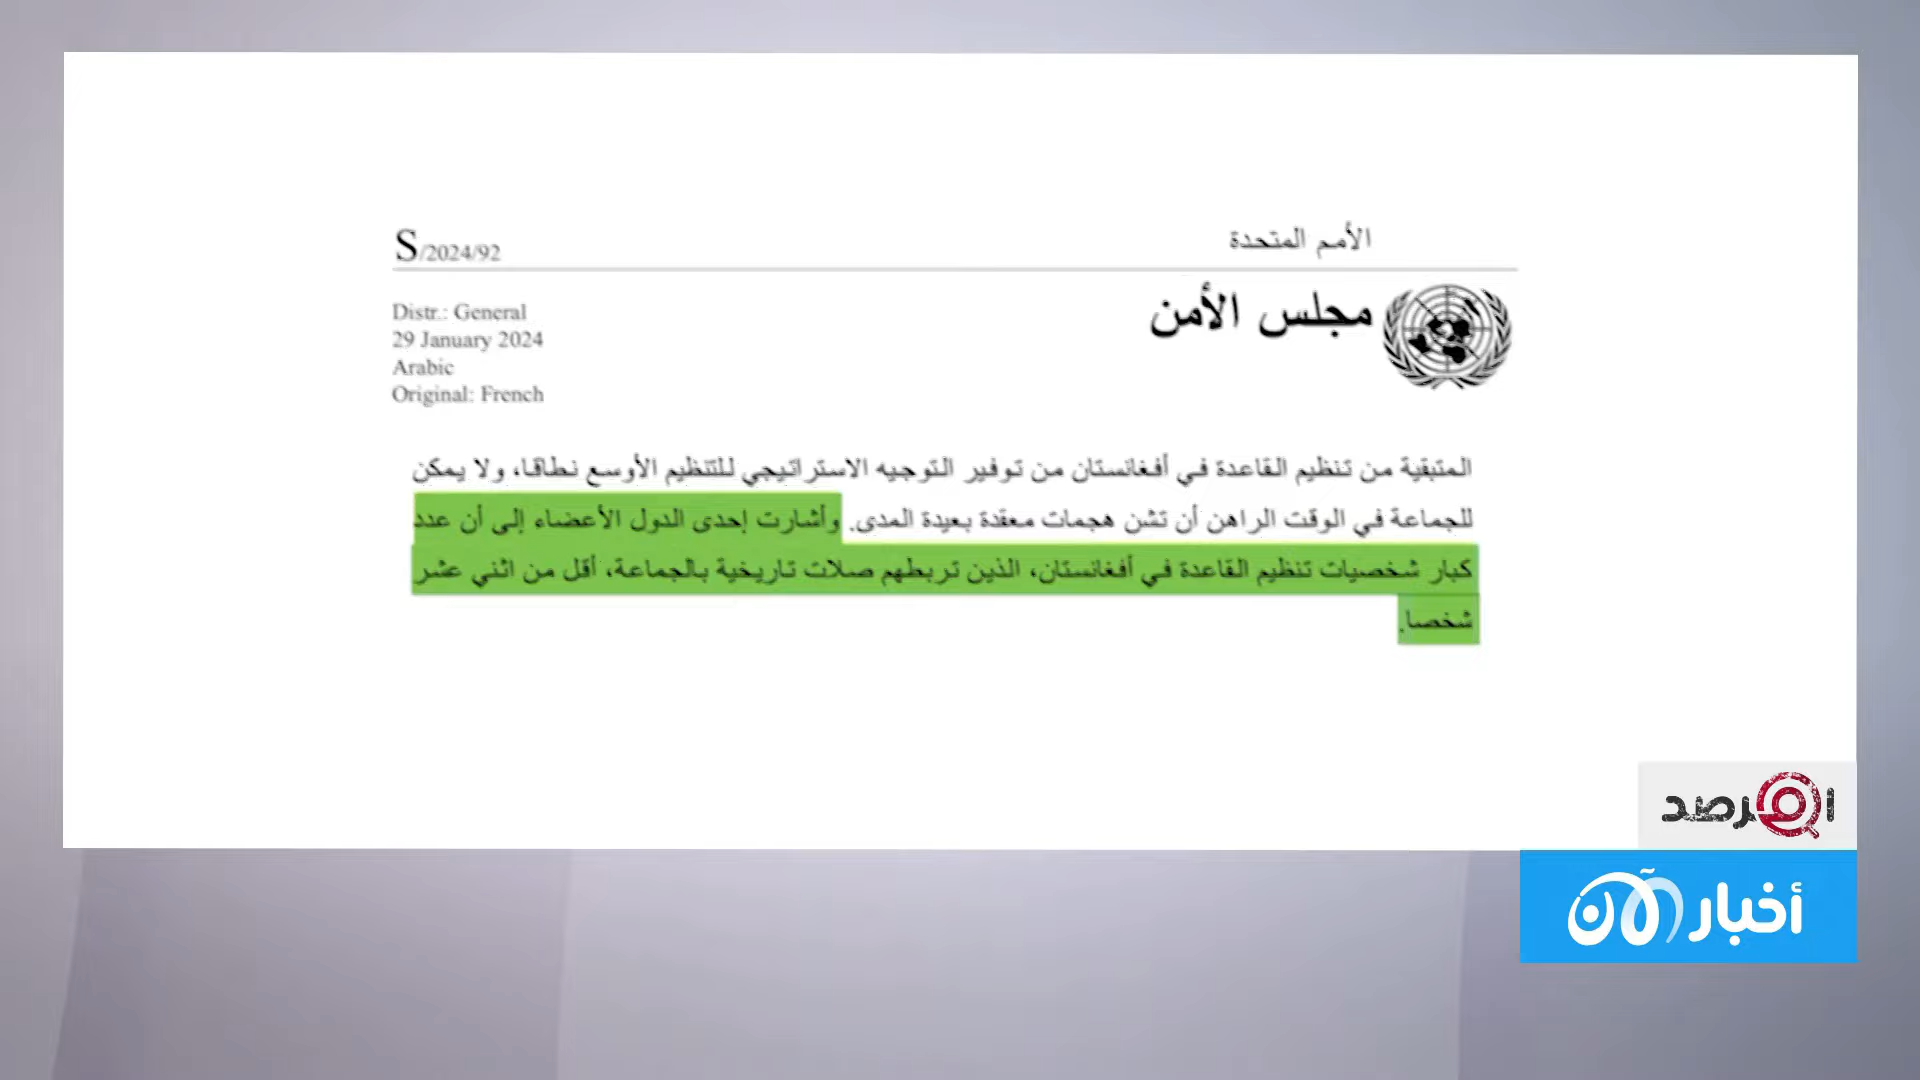 S/2024/92
الأمم المتحدة
Distr.: General
29 January 2024
Arabic
Original: French
مجلس الأمن
المتبقية من تنظيم القاعدة في أفغانستان من توفير التوجيه الاستراتيجي للتنظيم الأوسع نطاقا، ولا يمكن
للجماعة في الوقت الراهن أن تشن هجمات معقدة بعيدة المدى. وأشارت إحدى الدول الأعضاء إلى أن عدد
كبار شخصيات تنظيم القاعدة في أفغانستان، الذين تربطهم صلات تاريخية بالجماعة، أقل من اثني عشر
شخصا.
المرصد
أخبار الآن